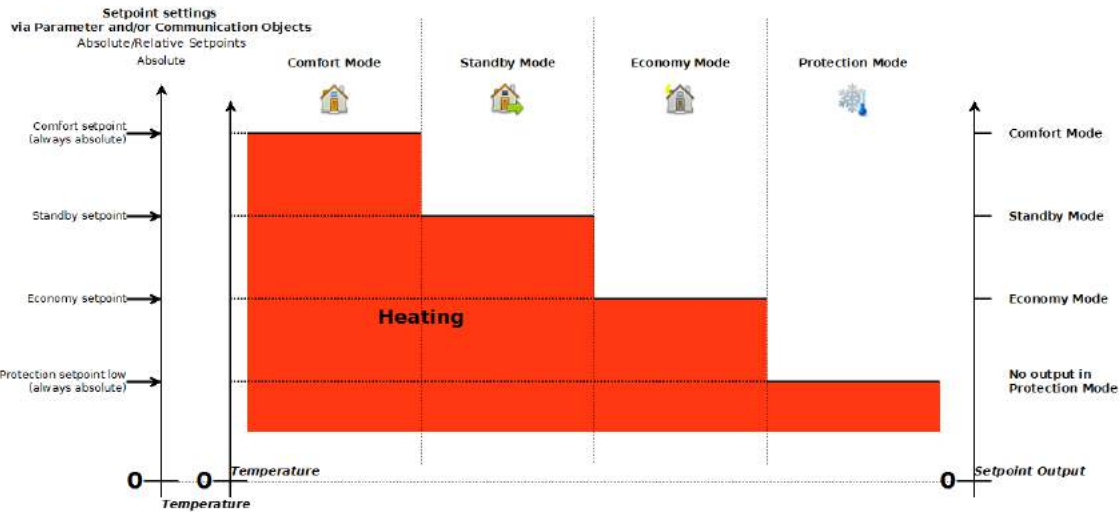 Setpoint settings
via Parameter and/or Communication Objects
Absolute/Relative Setpoints
Absolute
Comfort Mode
Standby Mode
Economy Mode
Protection Mode
Comfort setpoint
(always absolute)
Comfort Mode
Standby setpoint
Standby Mode
Economy setpoint
Economy Mode
Heating
Protection setpoint low
(always absolute)
No output in
Protection Mode
0
0
Temperature
0
Setpoint Output
Temperature